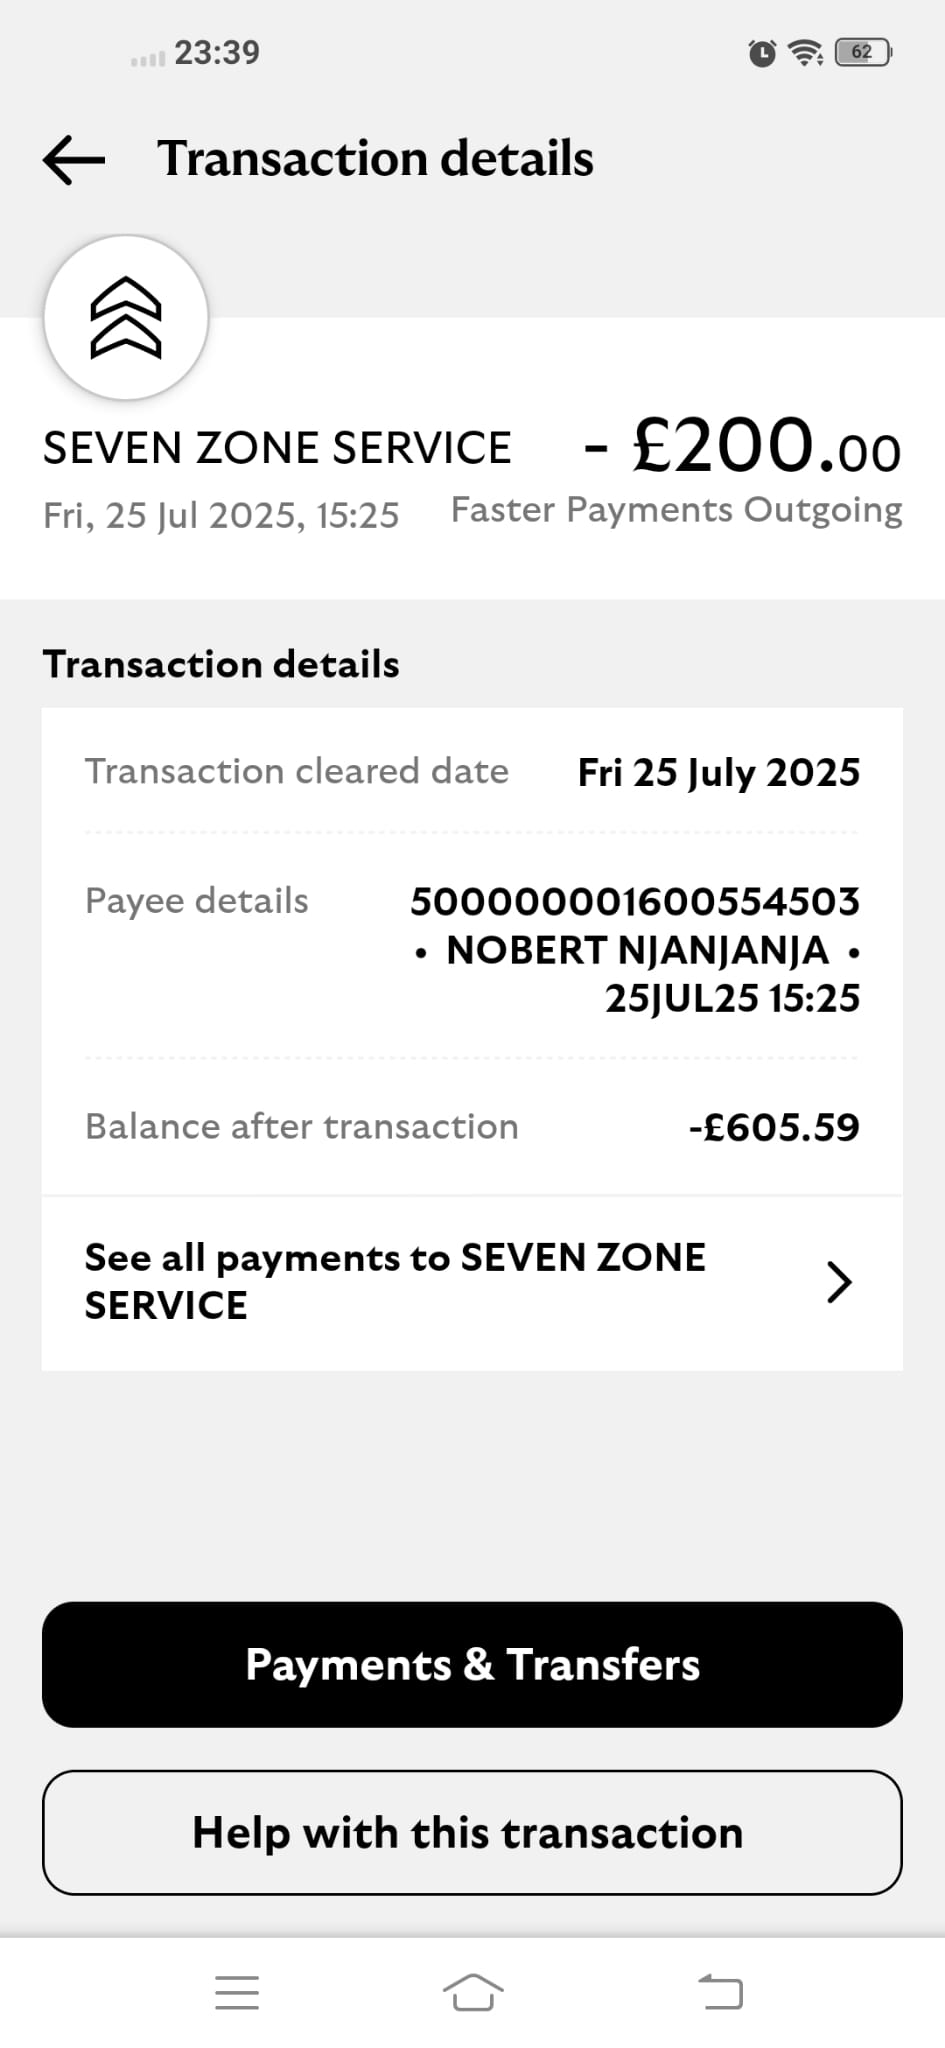 23:39
62
Transaction details
SEVEN ZONE SERVICE
- £200.00
Fri, 25 Jul 2025, 15:25
Faster Payments Outgoing
Transaction details
Transaction cleared date
Fri 25 July 2025
Payee details
500000001600554503
• NOBERT NJANJANJA •
25JUL25 15:25
Balance after transaction
-£605.59
See all payments to SEVEN ZONE
SERVICE
Payments & Transfers
Help with this transaction